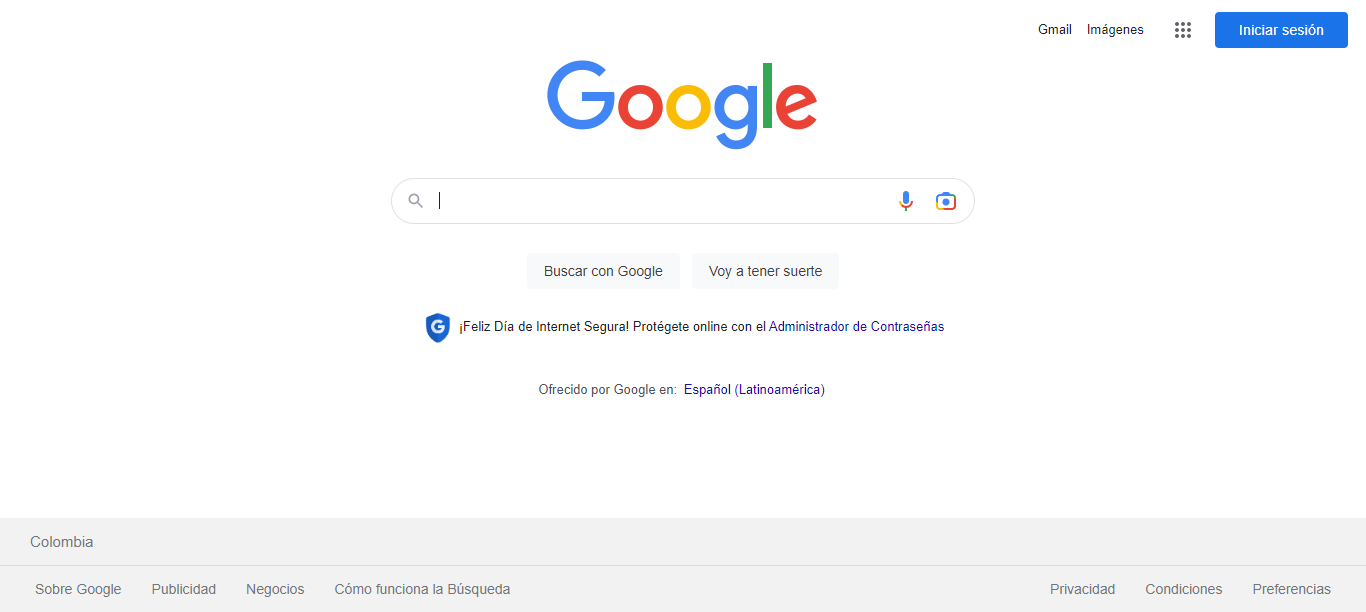 Gmail Imágenes Iniciar sesión
Google
Buscar con Google Voy a tener suerte
G ¡Feliz Día de Internet Segura! Protégete online con el Administrador de Contraseñas
Ofrecido por Google en: Español (Latinoamérica)
Colombia
Sobre Google Publicidad Negocios Cómo funciona la Búsqueda Privacidad Condiciones Preferencias